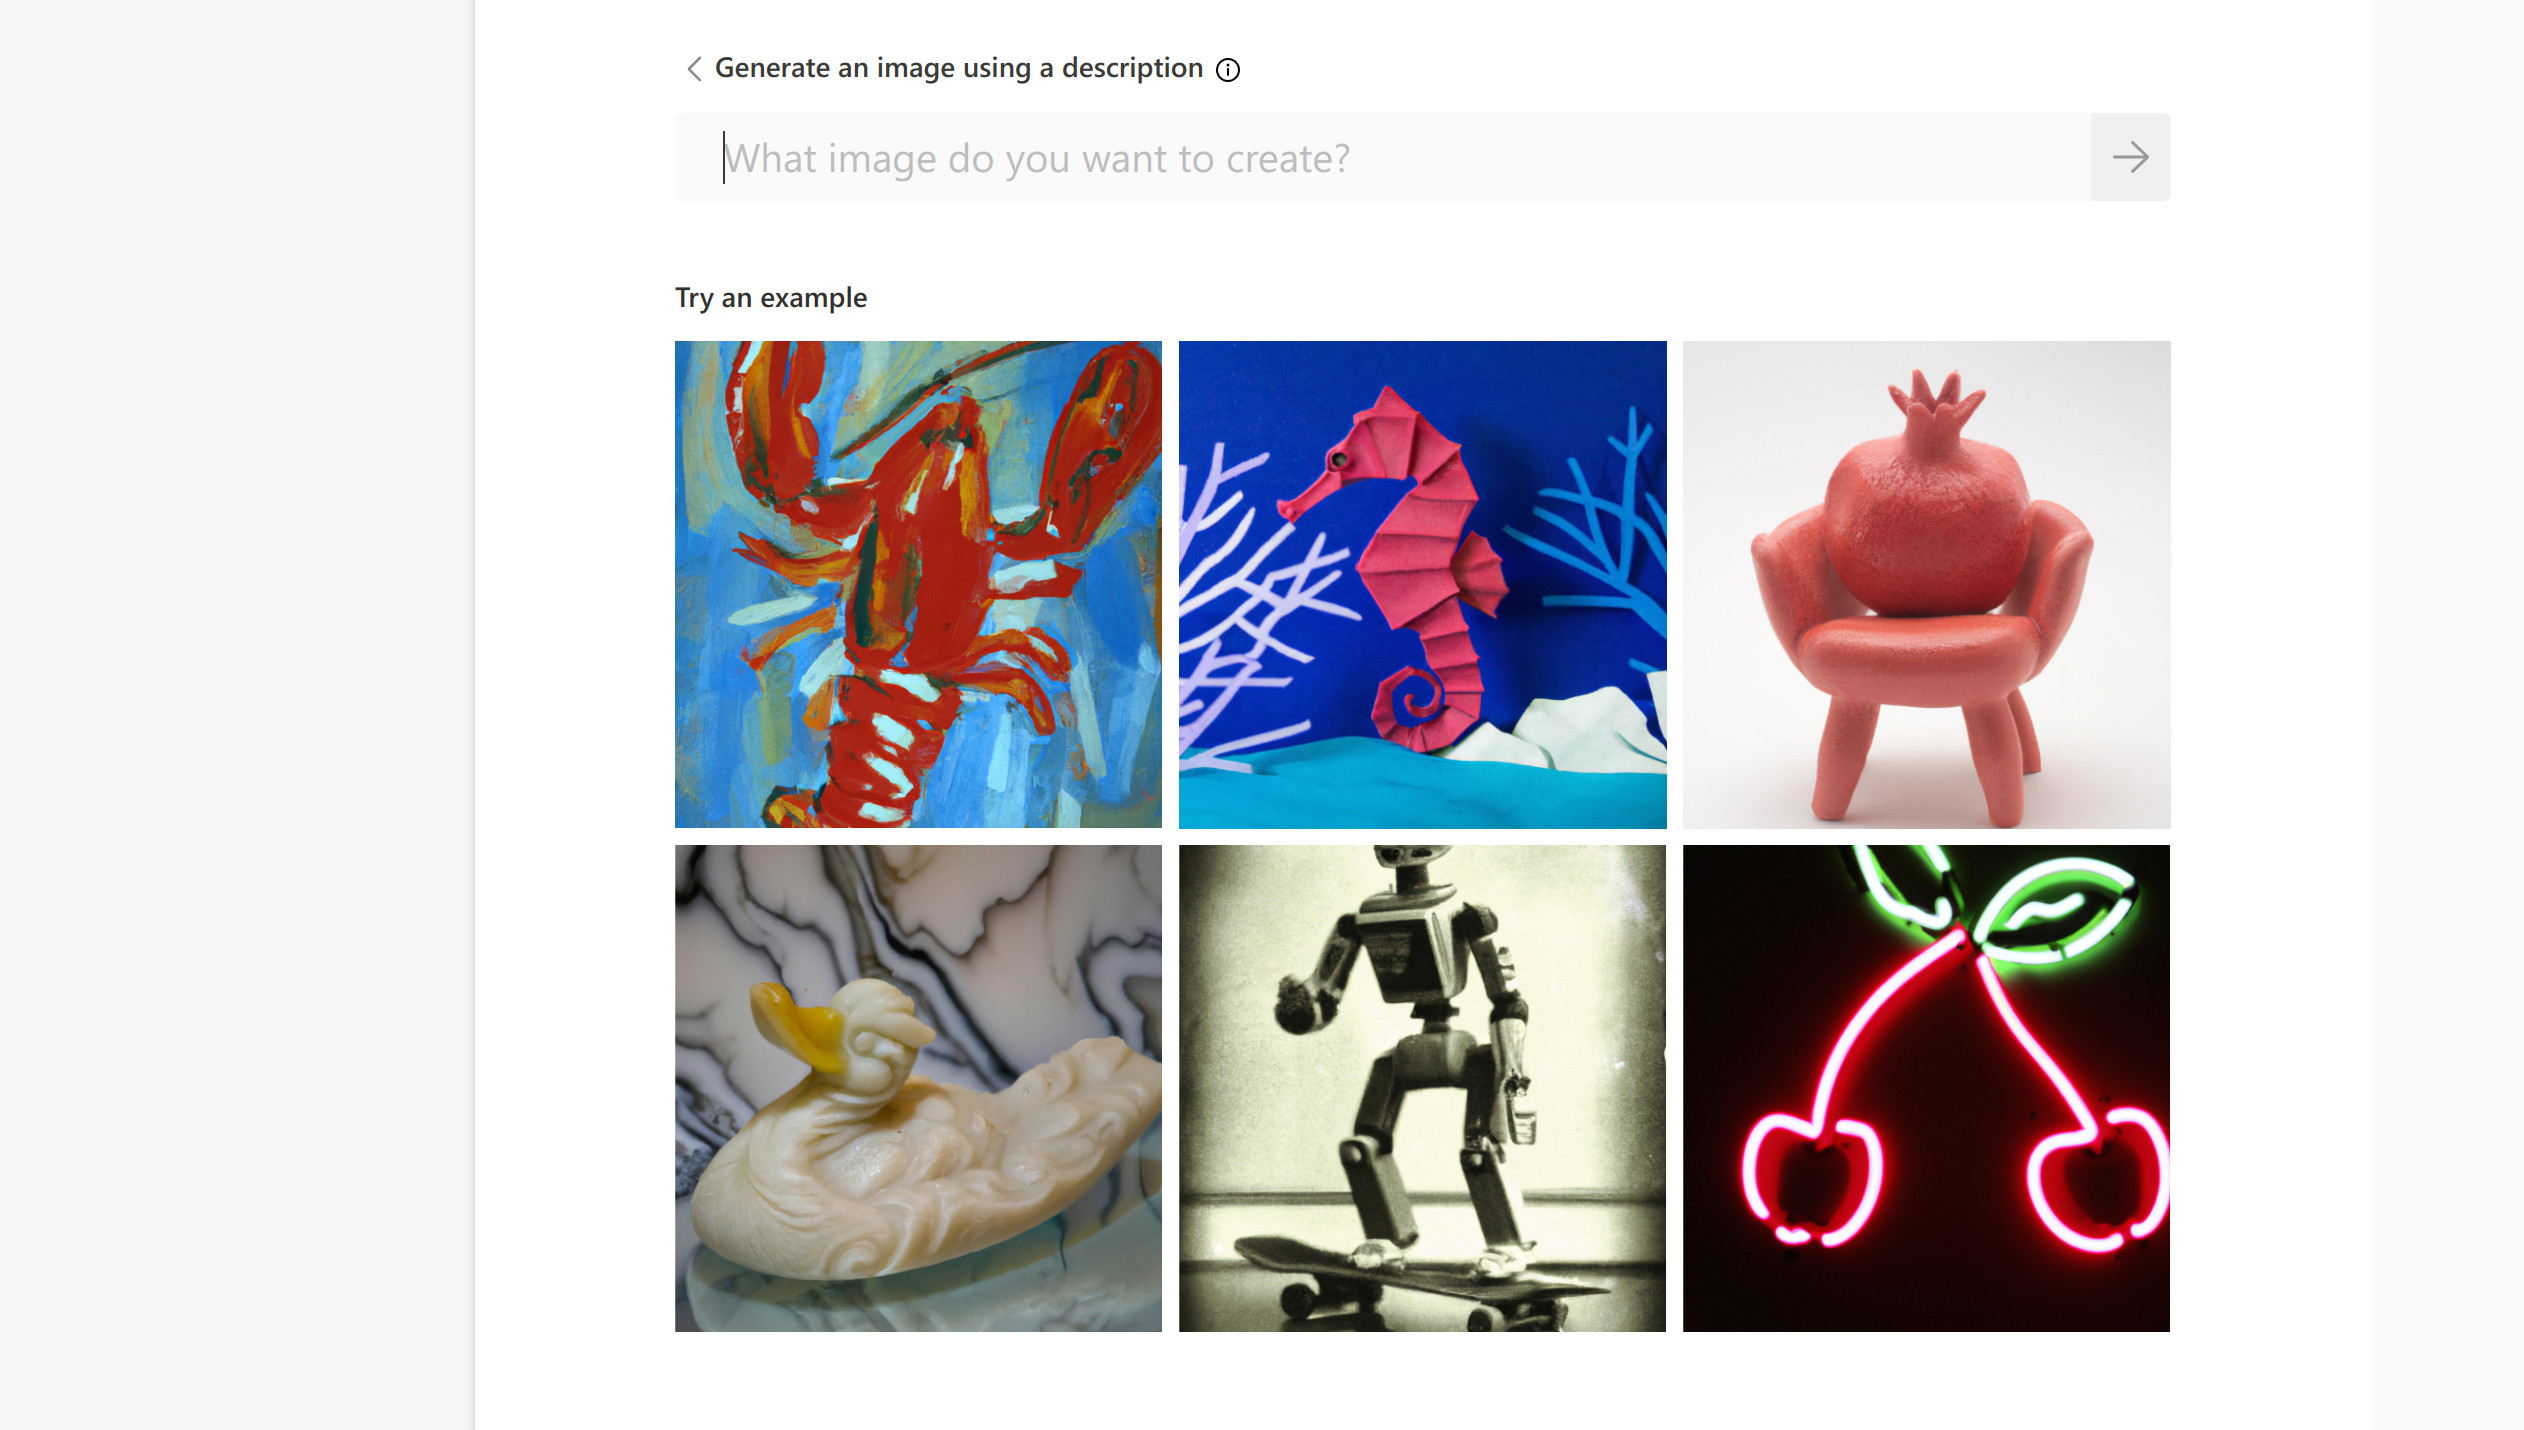 Generate an image using a description
What image do you want to create?
Try an example